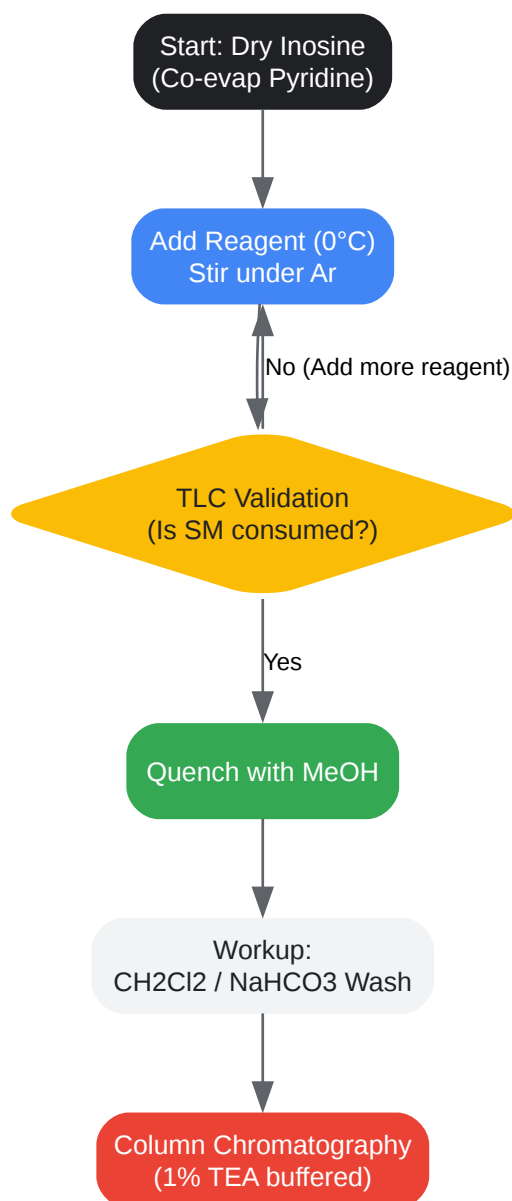 Start: Dry Inosine
(Co-evap Pyridine)
Add Reagent (0°C)
Stir under Ar
No (Add more reagent)
TLC Validation
(Is SM consumed?)
Yes
Quench with MeOH
Workup:
CH2Cl2 / NaHCO3 Wash
Column Chromatography
(1% TEA buffered)